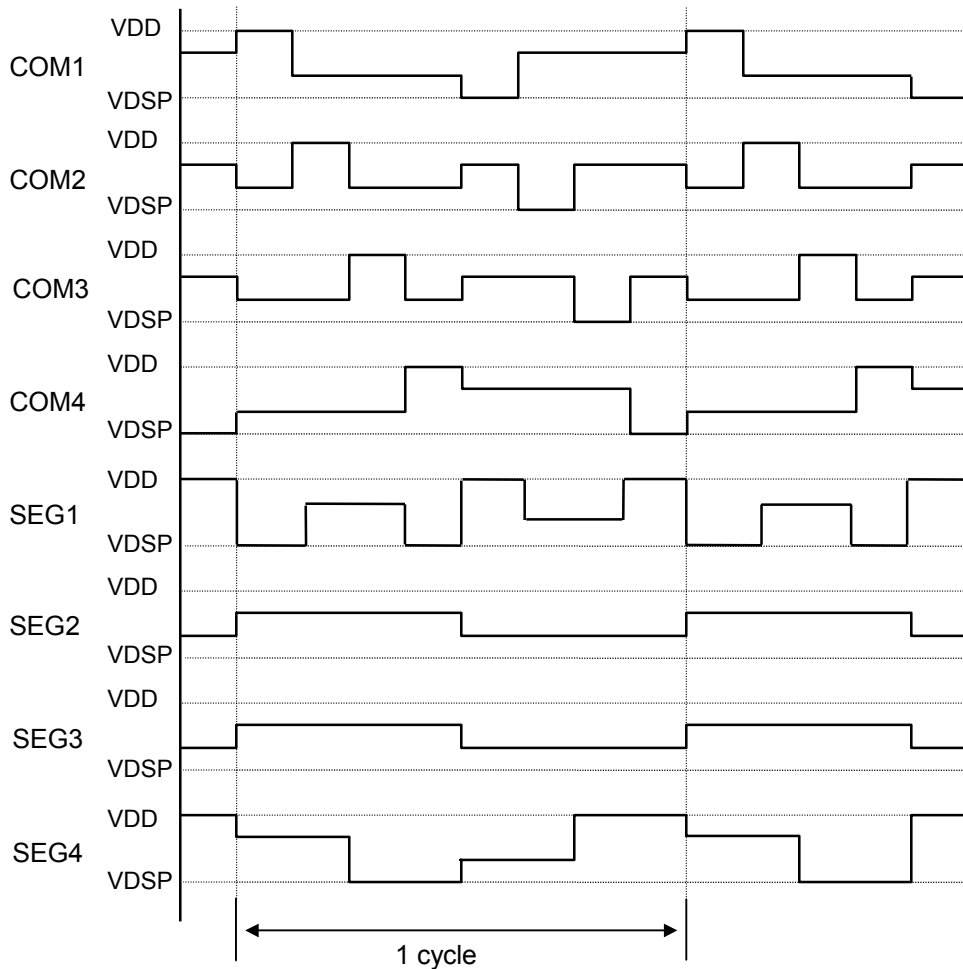 VDD
COM1
VDSP
VDD
COM2
VDSP
VDD
COM3
VDSP
VDD
COM4
VDSP
VDD
SEG1
VDSP
VDD
SEG2
VDSP
VDD
SEG3
VDSP
VDD
SEG4
VDSP
1 cycle